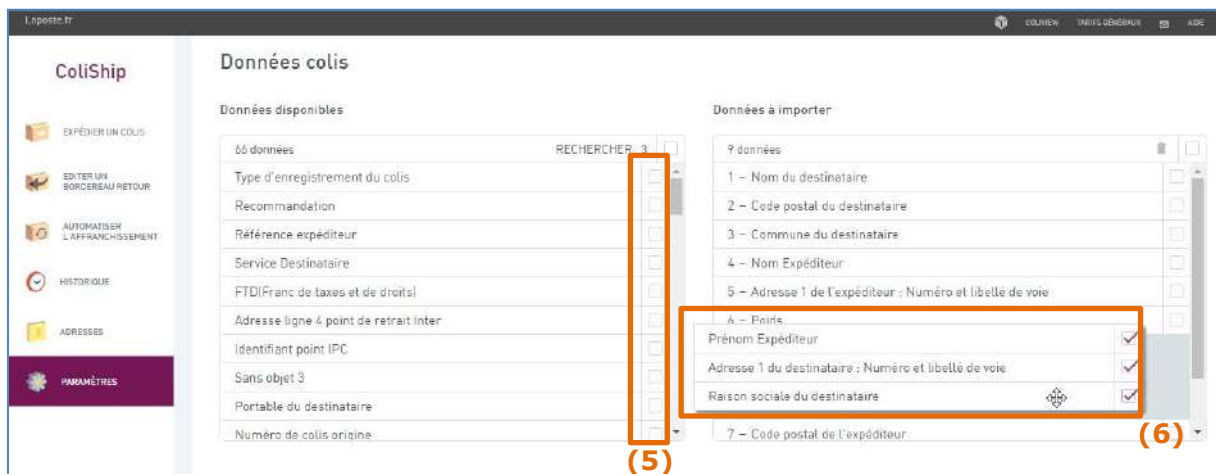 Laposte.fr
COLIVIEW TARIFS GÉNÉRAUX AIDE
ColiShip
EXPÉDIER UN COLIS
EDITER UN
BORDEREAU RETOUR
AUTOMATISER
L'AFFRANCHISSEMENT
HISTORIQUE
ADRESSES
PARAMÈTRES
Données colis
Données disponibles
66 données RECHERCHER 3
Type d'enregistrement du colis
Recommandation
Référence expéditeur
Service Destinataire
FTD(Franc de taxes et de droits)
Adresse ligne 4 point de retrait Inter
Identifiant point IPC
Sans objet 3
Portable du destinataire
Numéro de colis origine
(5)
Données à importer
9 données
1 – Nom du destinataire
2 – Code postal du destinataire
3 – Commune du destinataire
4 – Nom Expéditeur
5 – Adresse 1 de l'expéditeur : Numéro et libellé de voie
6 – Poids
Prénom Expéditeur
Adresse 1 du destinataire : Numéro et libellé de voie
Raison sociale du destinataire
7 – Code postal de l'expéditeur
(6)